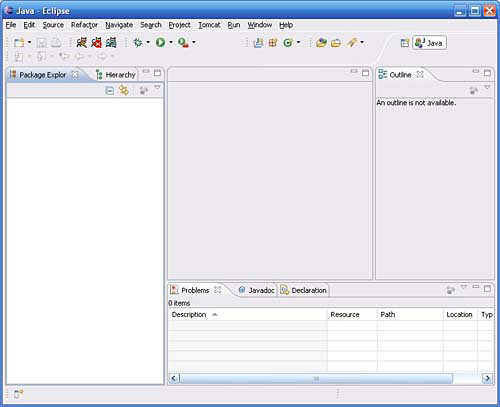 Java - Eclipse
File Edit Source Refactor Navigate Search Project Tomcat Run Window Help
Java
Package Explor Hierarchy
Outline
An outline is not available.
Problems Javadoc Declaration
0 items
Description Resource Path Location Typ